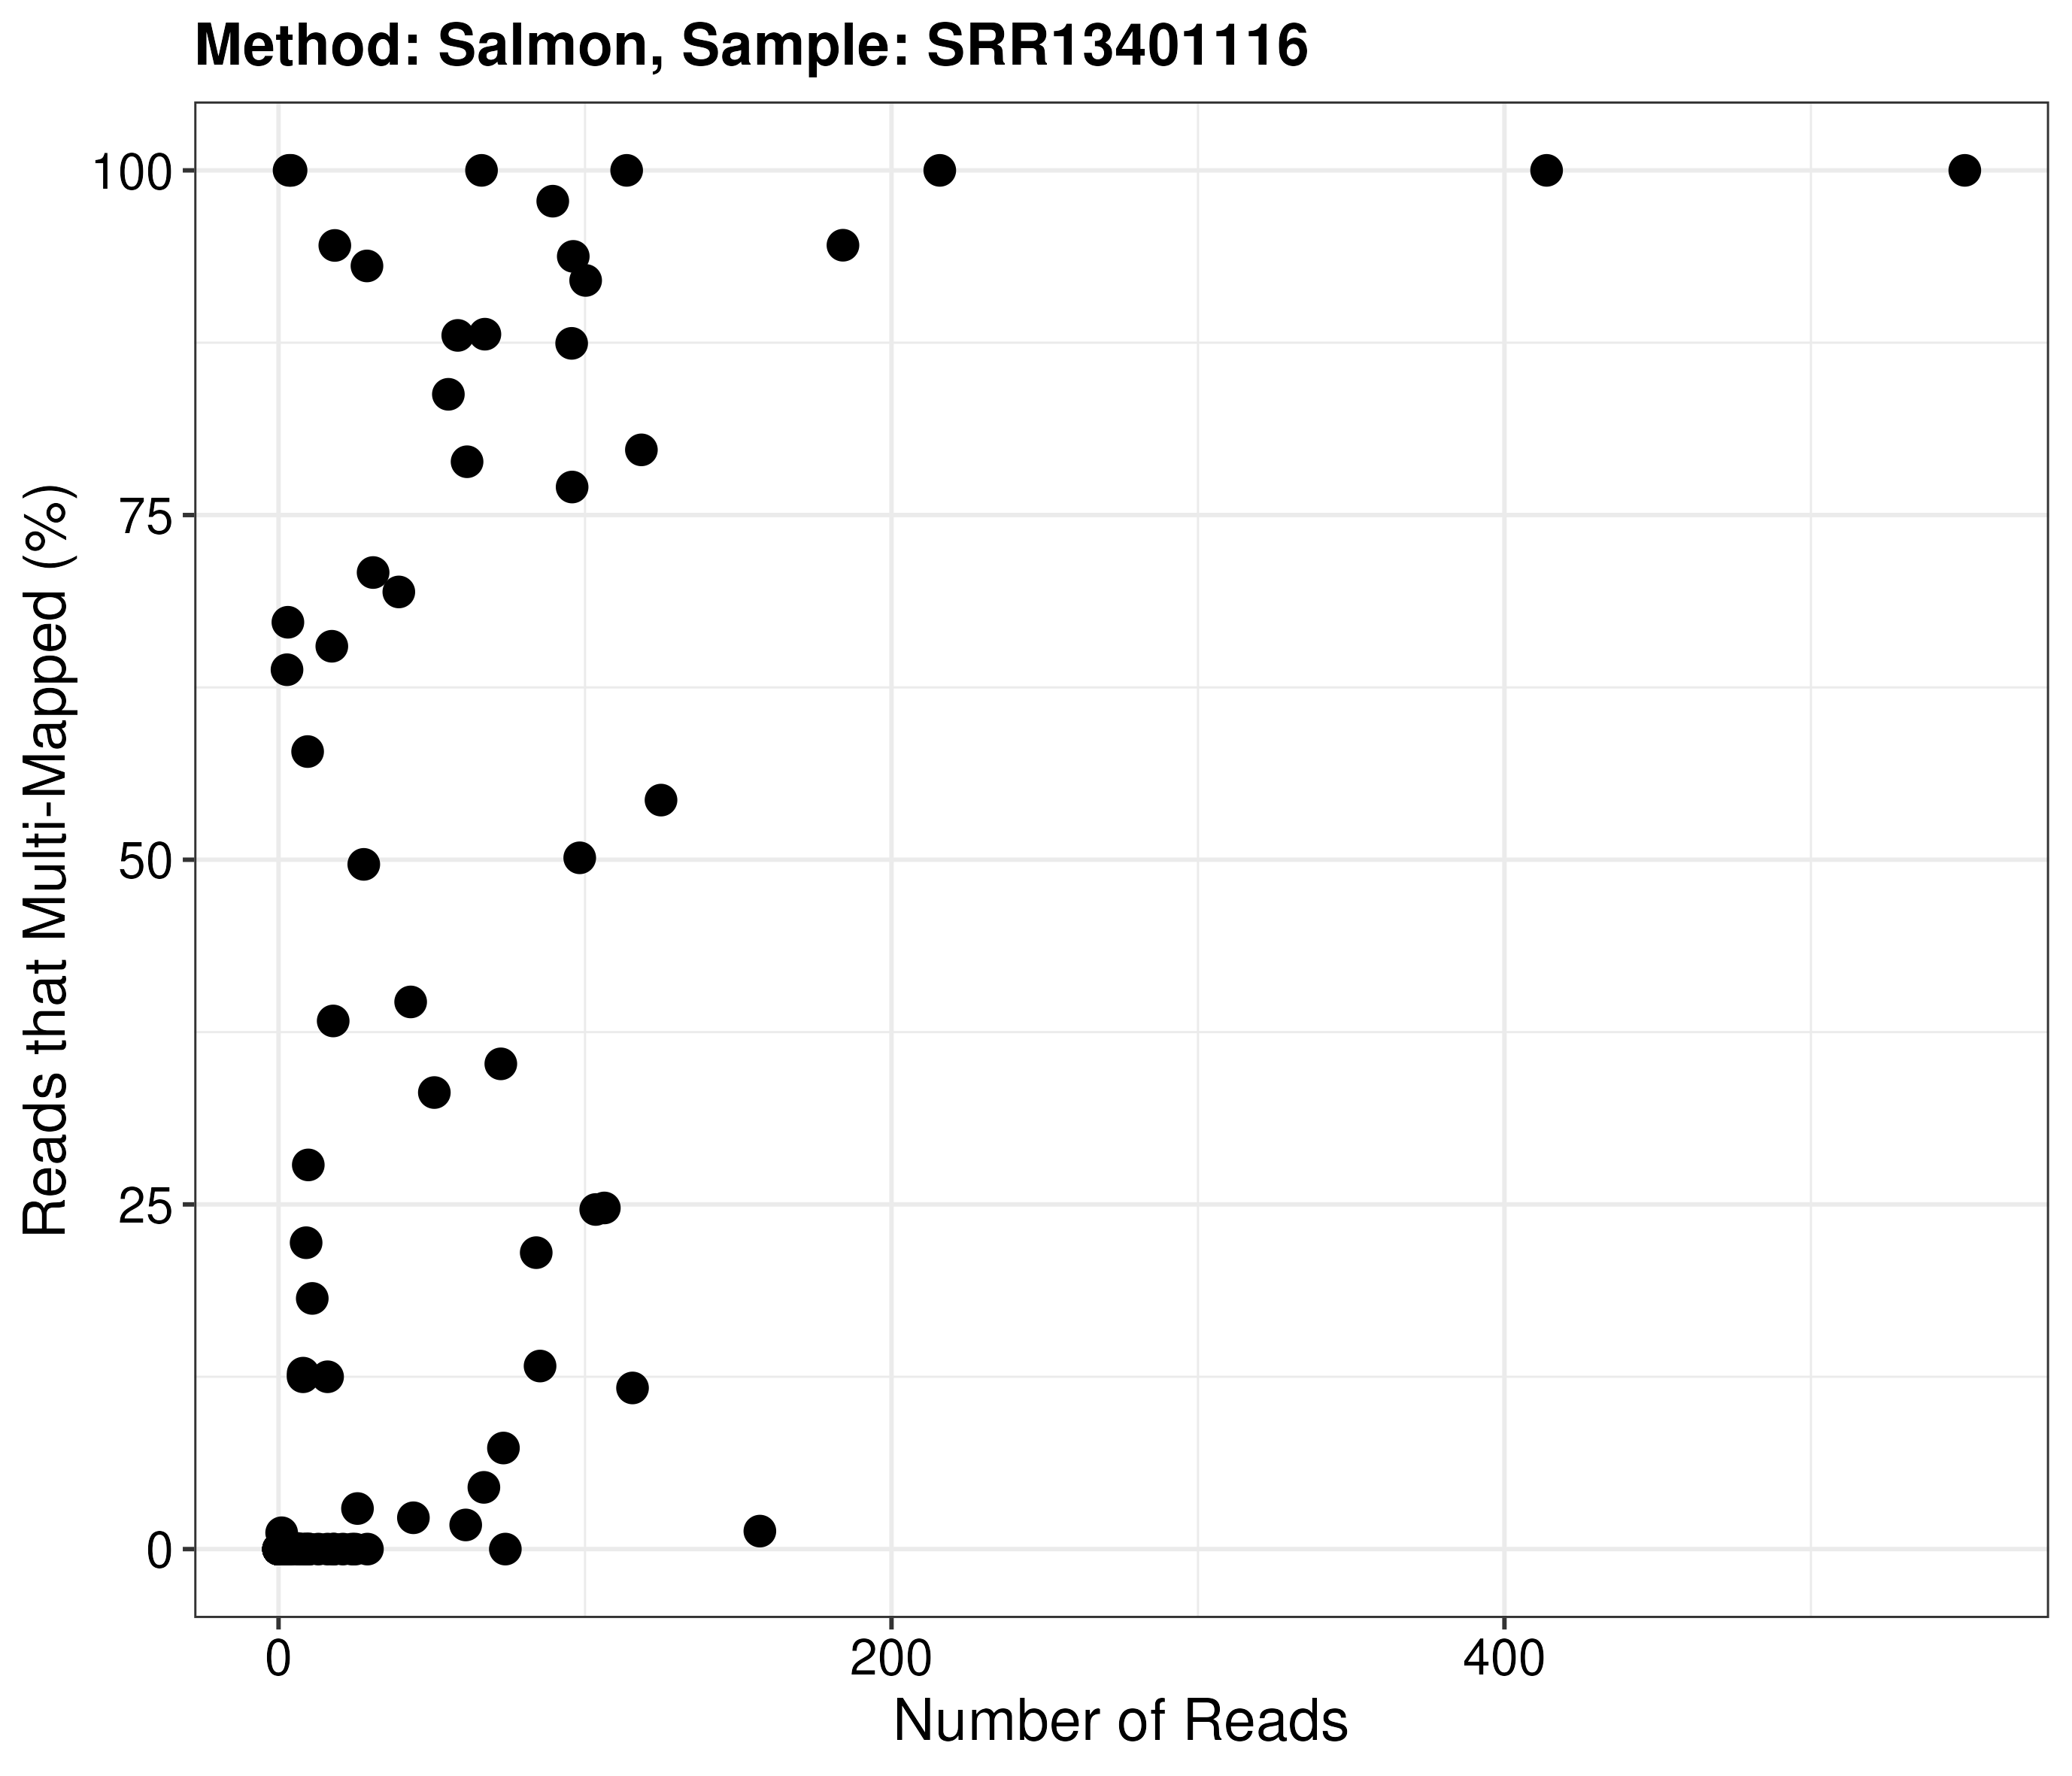 Method: Salmon, Sample: SRR13401116
Reads that Multi-Mapped (%)
100
75
50
25
0
0
200
400
Number of Reads